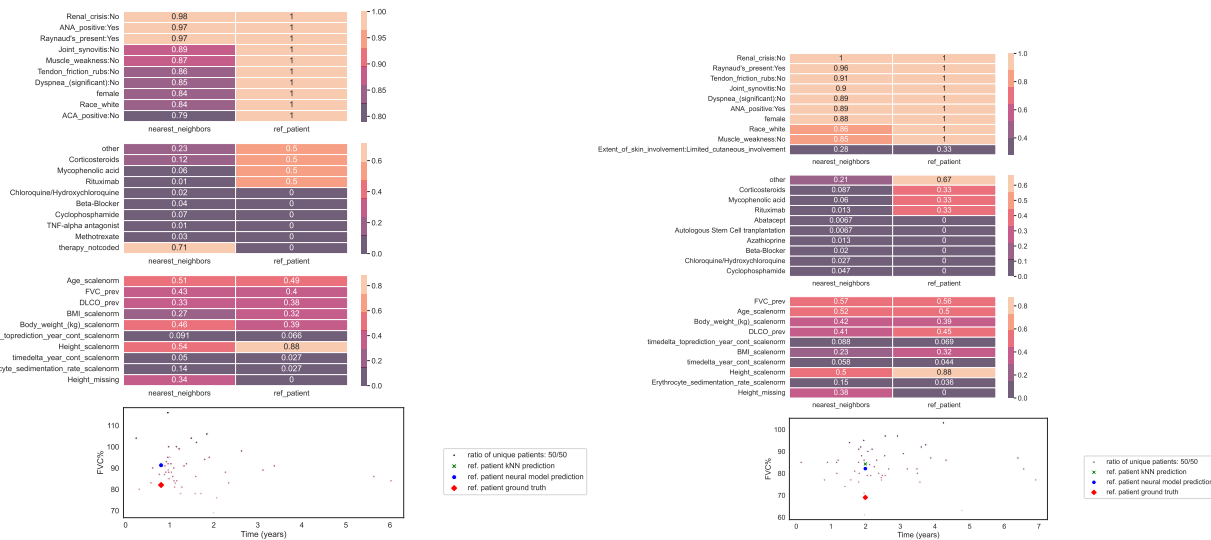 Renal_crisis:No 0.98 1
ANA_positive:Yes 0.97 1
Raynaud's_present:Yes 0.97 1
Joint_synovitis:No 0.89 1
Muscle_weakness:No 0.87 1
Tendon_friction_rubs:No 0.86 1
Dyspnea_(significant):No 0.85 1
female 0.84 1
Race_white 0.84 1
ACA_positive:No 0.79 1
nearest_neighbors ref_patient
1.00
0.95
0.90
0.85
0.80
other 0.23 0.5
Corticosteroids 0.12 0.5
Mycophenolic acid 0.06 0.5
Rituximab 0.01 0.5
Chloroquine/Hydroxychloroquine 0.02 0
Beta-Blocker 0.04 0
Cyclophosphamide 0.07 0
TNF-alpha antagonist 0.01 0
Methotrexate 0.03 0
therapy_notcoded 0.71 0
nearest_neighbors ref_patient
0.6
0.4
0.2
0.0
Age_scalenorm 0.51 0.49
FVC_prev 0.43 0.4
DLCO_prev 0.33 0.38
BMI_scalenorm 0.27 0.32
Body_weight_(kg)_scalenorm 0.46 0.39
_toprediction_year_cont_scalenorm 0.091 0.066
Height_scalenorm 0.54 0.88
timedelta_year_cont_scalenorm 0.05 0.027
cyte_sedimentation_rate_scalenorm 0.14 0.027
Height_missing 0.34 0
nearest_neighbors ref_patient
0.8
0.6
0.4
0.2
0.0
FVC%
110
100
90
80
70
0 1 2 3 4 5 6
Time (years)
ratio of unique patients: 50/50
ref. patient kNN prediction
ref. patient neural model prediction
ref. patient ground truth
Renal_crisis:No 1 1
Raynaud's_present:Yes 0.96 1
Tendon_friction_rubs:No 0.91 1
Joint_synovitis:No 0.9 1
Dyspnea_(significant):No 0.89 1
ANA_positive:Yes 0.89 1
female 0.88 1
Race_white 0.86 1
Muscle_weakness:No 0.85 1
Extent_of_skin_involvement:Limited_cutaneous_involvement 0.28 0.33
nearest_neighbors ref_patient
1.0
0.8
0.6
0.4
other 0.21 0.67
Corticosteroids 0.087 0.33
Mycophenolic acid 0.06 0.33
Rituximab 0.013 0.33
Abatacept 0.0067 0
Autologous Stem Cell tranplantation 0.0067 0
Azathioprine 0.013 0
Beta-Blocker 0.02 0
Chloroquine/Hydroxychloroquine 0.027 0
Cyclophosphamide 0.047 0
nearest_neighbors ref_patient
0.6
0.5
0.4
0.3
0.2
0.1
0.0
FVC_prev 0.57 0.56
Age_scalenorm 0.52 0.5
Body_weight_(kg)_scalenorm 0.42 0.39
DLCO_prev 0.41 0.45
timedelta_toprediction_year_cont_scalenorm 0.088 0.069
BMI_scalenorm 0.23 0.32
timedelta_year_cont_scalenorm 0.058 0.044
Height_scalenorm 0.5 0.88
Erythrocyte_sedimentation_rate_scalenorm 0.15 0.036
Height_missing 0.38 0
nearest_neighbors ref_patient
0.8
0.6
0.4
0.2
0.0
FVC%
100
90
80
70
60
0 1 2 3 4 5 6 7
Time (years)
ratio of unique patients: 50/50
ref. patient kNN prediction
ref. patient neural model prediction
ref. patient ground truth